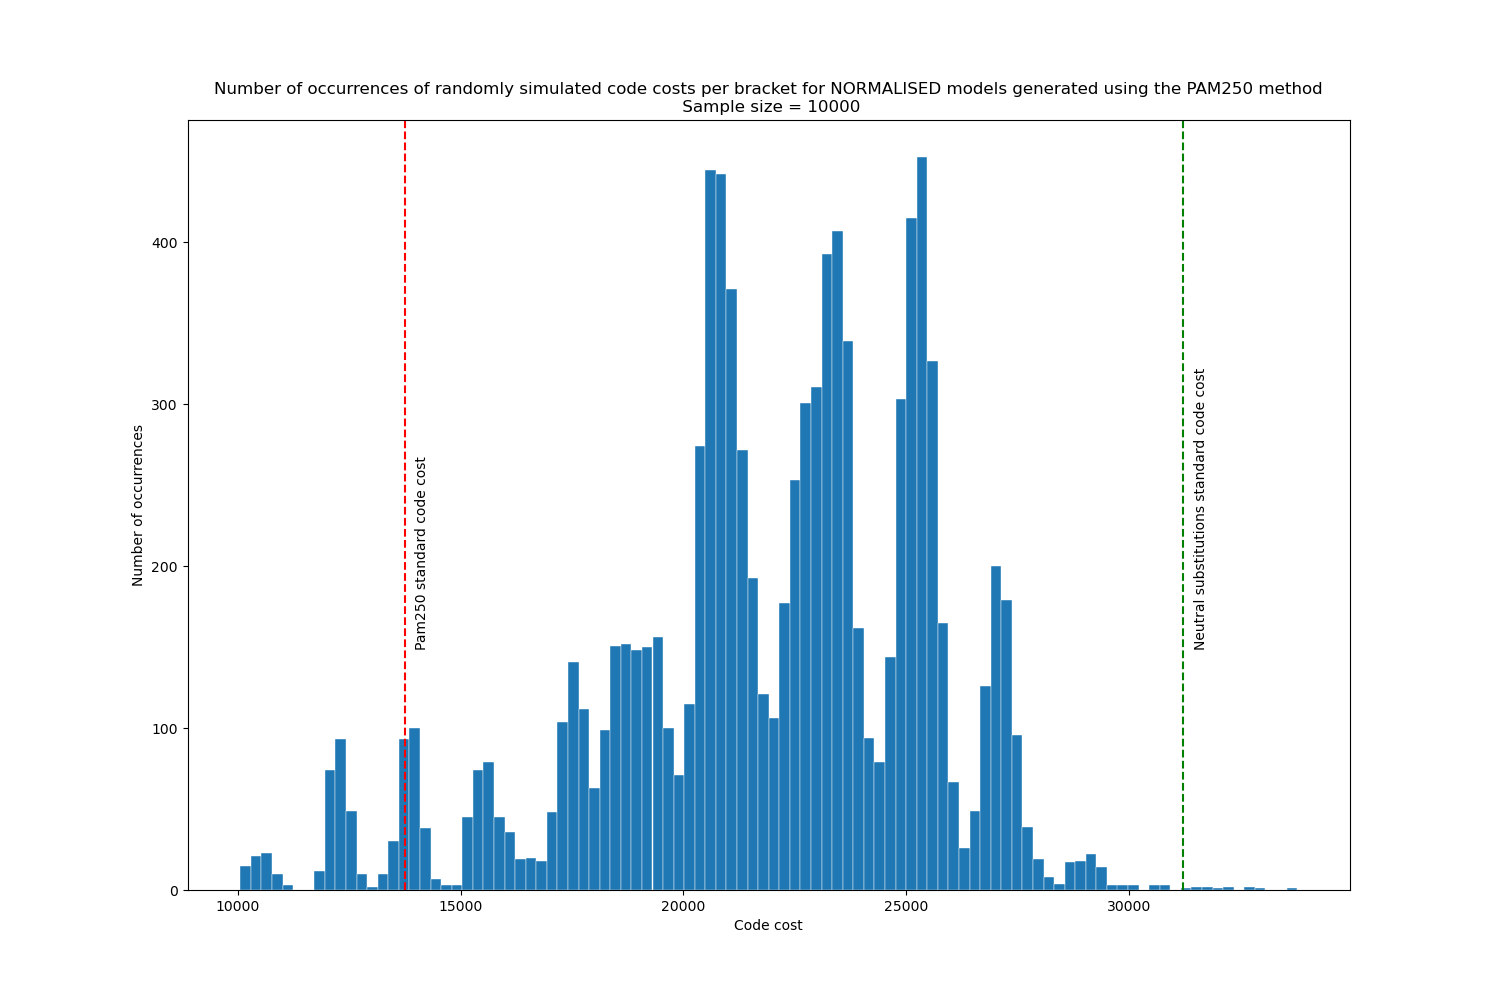 Number of occurrences of randomly simulated code costs per bracket for NORMALISED models generated using the PAM250 method
Sample size = 10000
Number of occurrences
400
300
200
100
0
Pam250 standard code cost
Neutral substitutions standard code cost
10000
15000
20000
25000
30000
Code cost